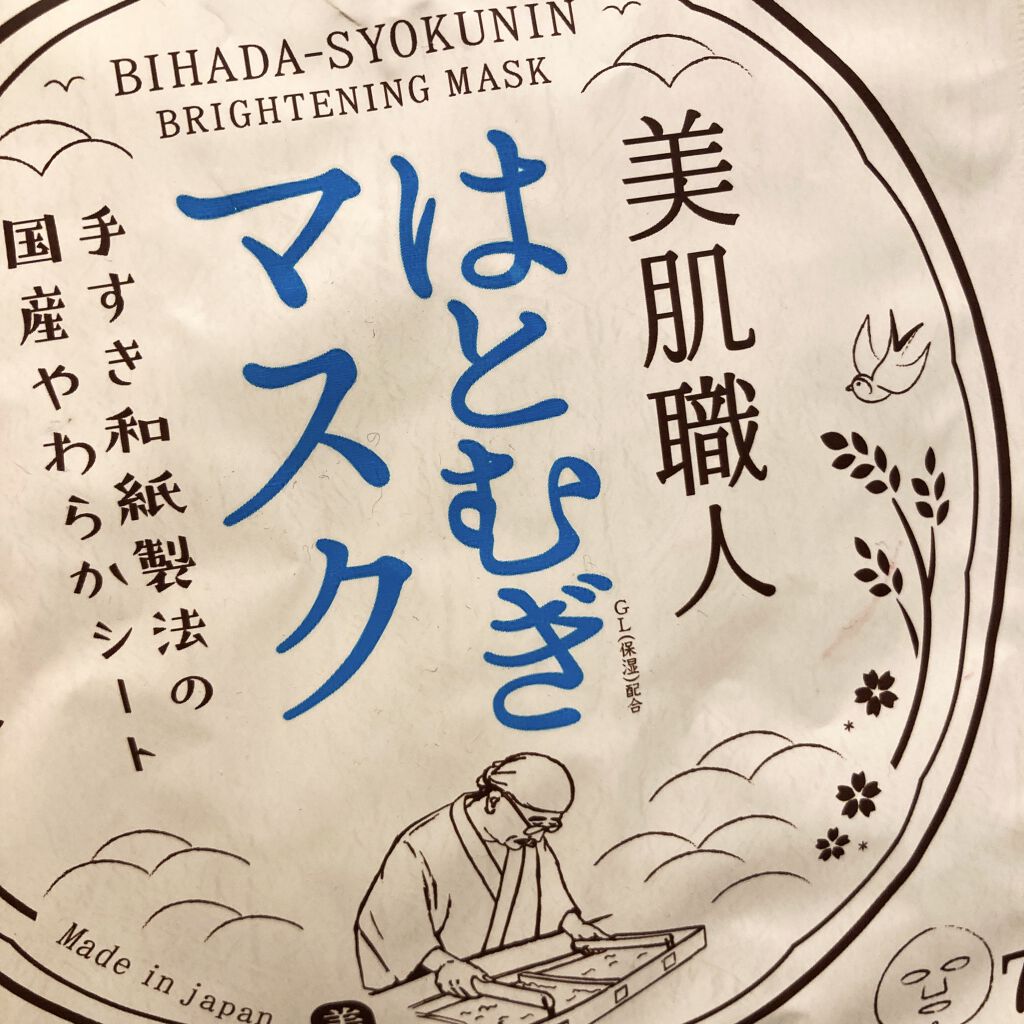 BIHADA-SYOKUNIN
BRIGHTENING MASK
美肌職人
はとむぎ
マスク
GL(保湿)配合
手すき和紙製法の
国産やわらかシート
Made in japan
美